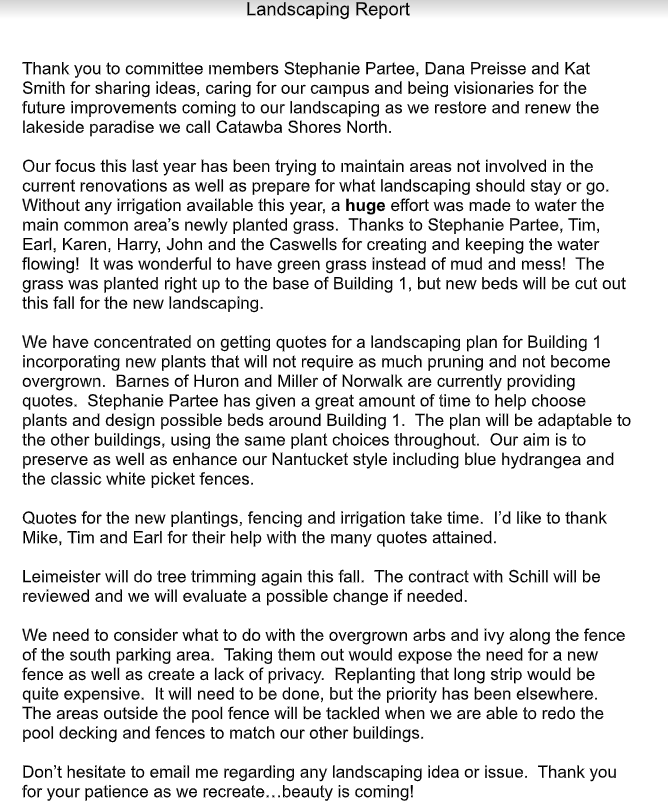 Landscaping Report
Thank you to committee members Stephanie Partee, Dana Preisse and Kat
Smith for sharing ideas, caring for our campus and being visionaries for the
future improvements coming to our landscaping as we restore and renew the
lakeside paradise we call Catawba Shores North.
Our focus this last year has been trying to maintain areas not involved in the
current renovations as well as prepare for what landscaping should stay or go.
Without any irrigation available this year, a huge effort was made to water the
main common area's newly planted grass.  Thanks to Stephanie Partee, Tim,
Earl, Karen, Harry, John and the Caswells for creating and keeping the water
flowing!  It was wonderful to have green grass instead of mud and mess!  The
grass was planted right up to the base of Building 1, but new beds will be cut out
this fall for the new landscaping.
We have concentrated on getting quotes for a landscaping plan for Building 1
incorporating new plants that will not require as much pruning and not become
overgrown.  Barnes of Huron and Miller of Norwalk are currently providing
quotes.  Stephanie Partee has given a great amount of time to help choose
plants and design possible beds around Building 1.  The plan will be adaptable to
the other buildings, using the same plant choices throughout.  Our aim is to
preserve as well as enhance our Nantucket style including blue hydrangea and
the classic white picket fences.
Quotes for the new plantings, fencing and irrigation take time.  I'd like to thank
Mike, Tim and Earl for their help with the many quotes attained.
Leimeister will do tree trimming again this fall.  The contract with Schill will be
reviewed and we will evaluate a possible change if needed.
We need to consider what to do with the overgrown arbs and ivy along the fence
of the south parking area.  Taking them out would expose the need for a new
fence as well as create a lack of privacy.  Replanting that long strip would be
quite expensive.  It will need to be done, but the priority has been elsewhere.
The areas outside the pool fence will be tackled when we are able to redo the
pool decking and fences to match our other buildings.
Don't hesitate to email me regarding any landscaping idea or issue.  Thank you
for your patience as we recreate…beauty is coming!